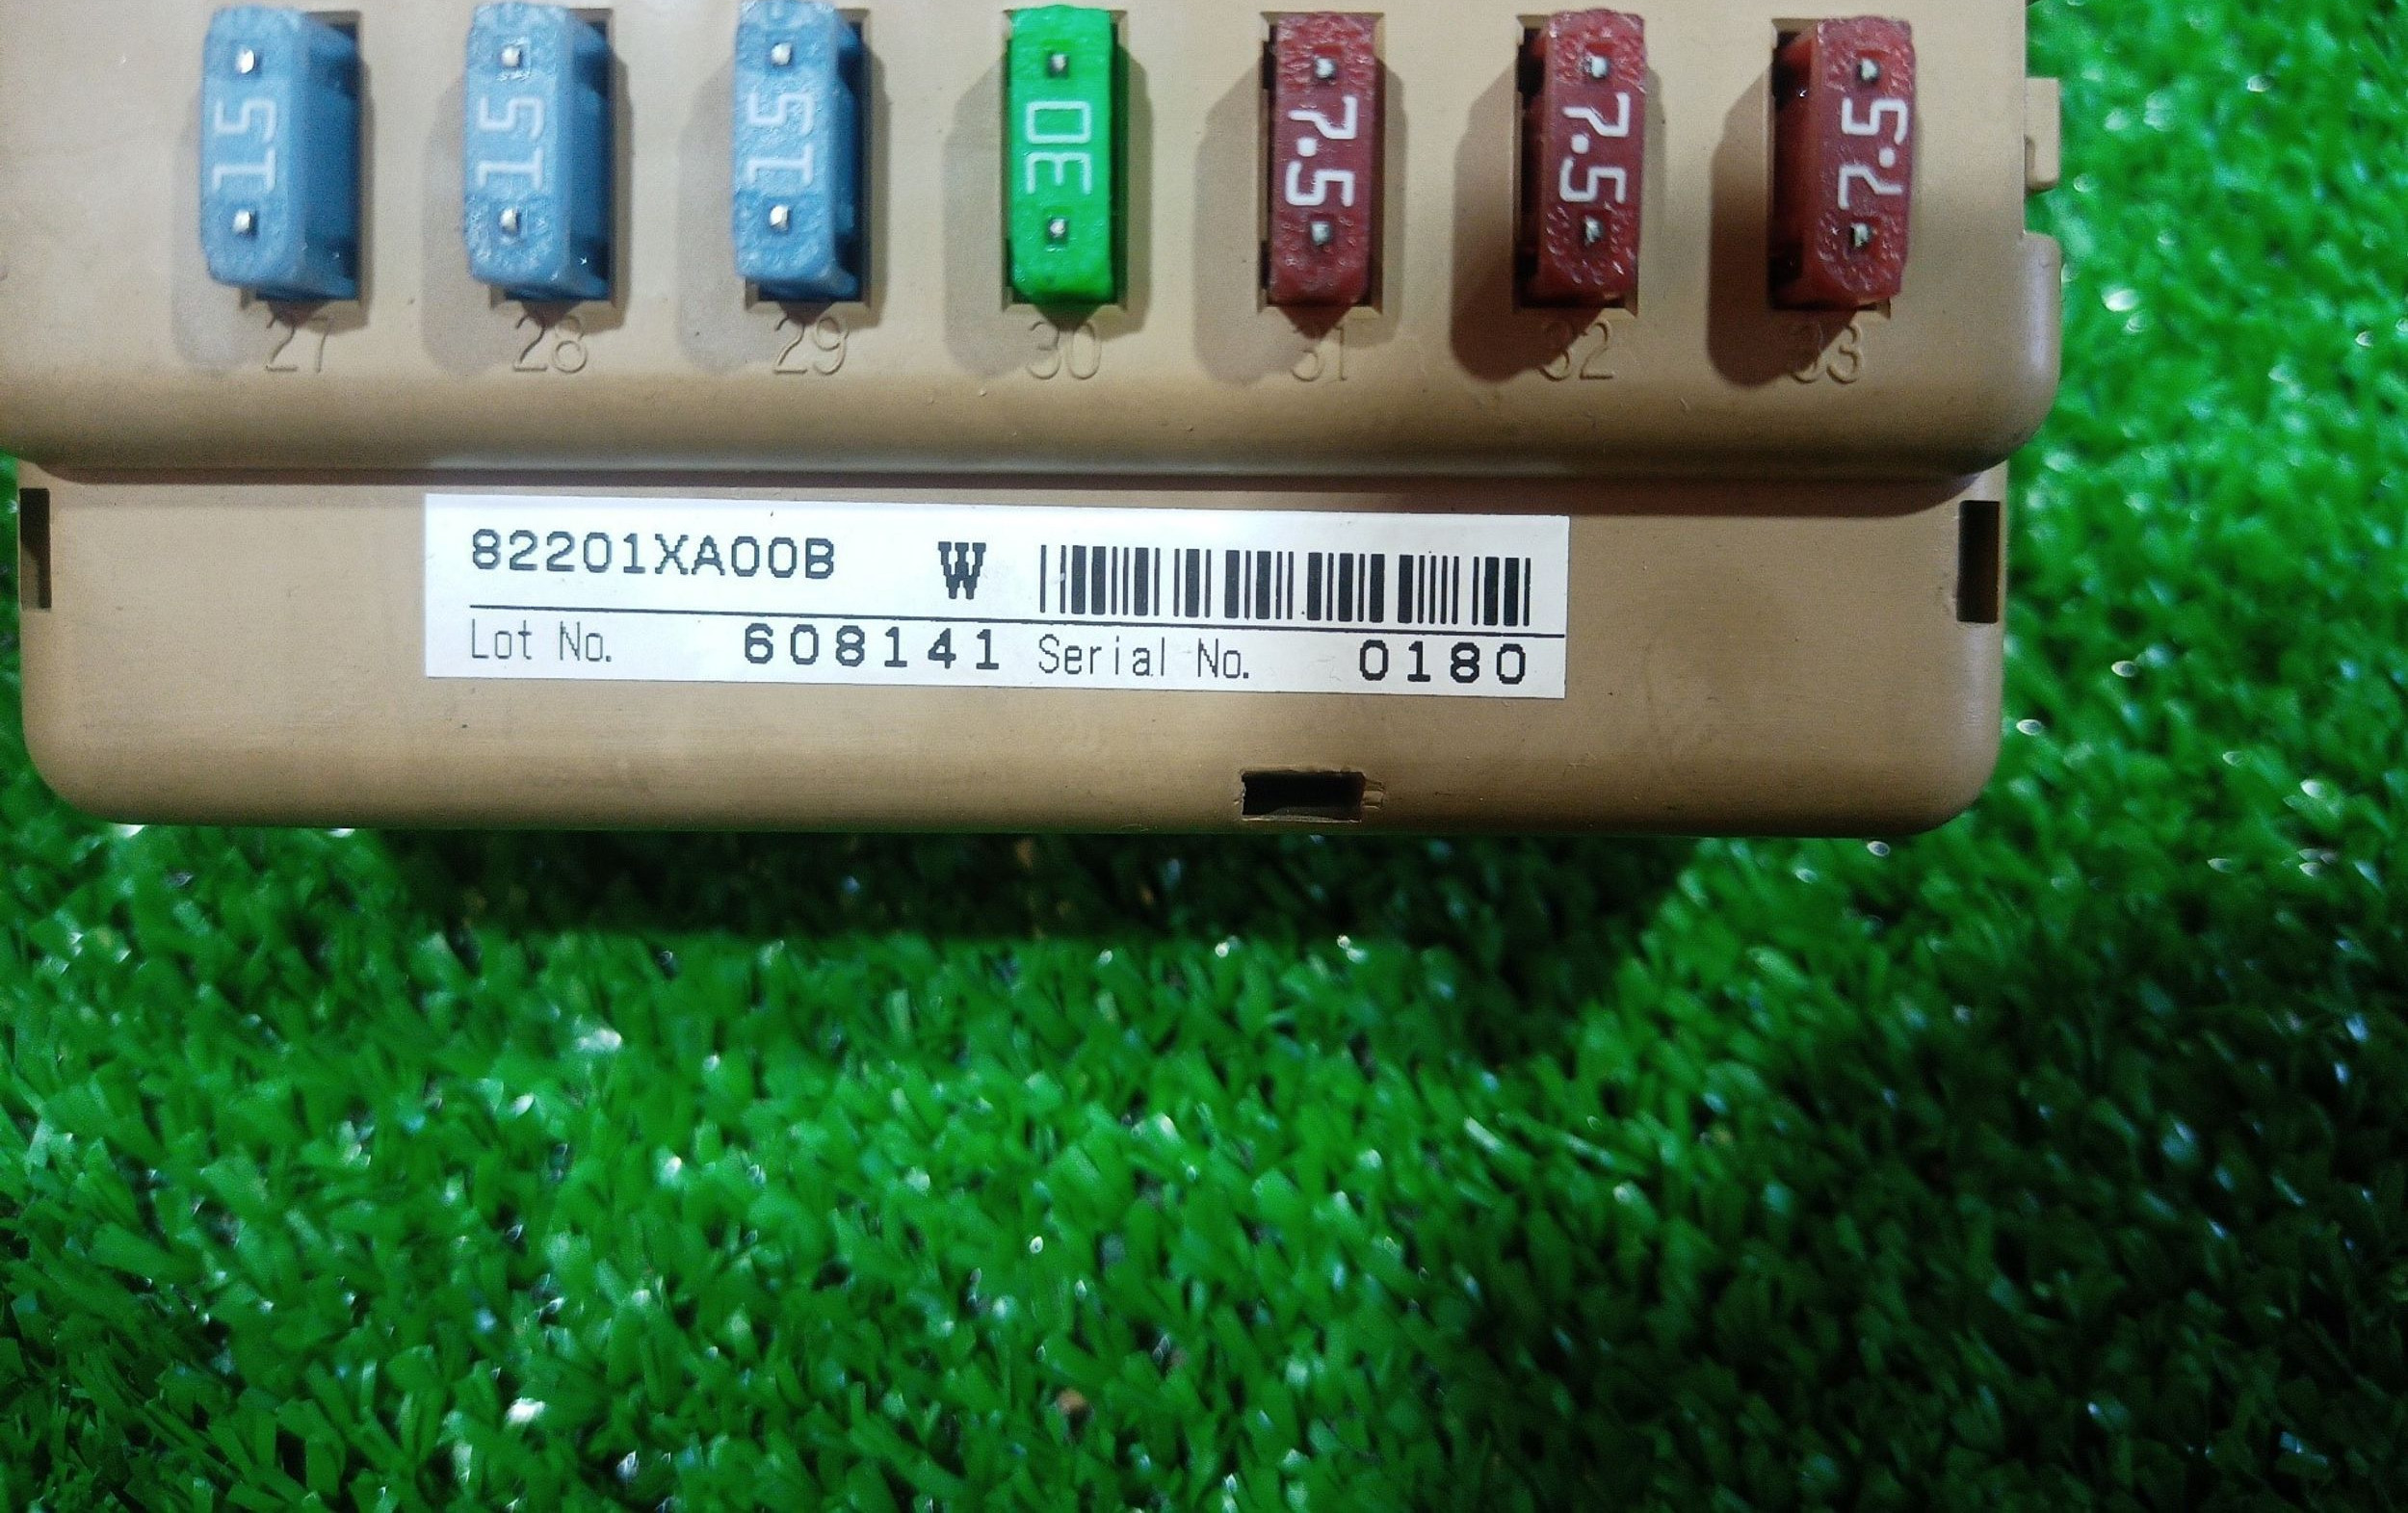 15 15 15 30 7.5 7.5 7.5
27 28 29 30 31 32 33
82201XA00B W
Lot No. 608141 Serial No. 0180